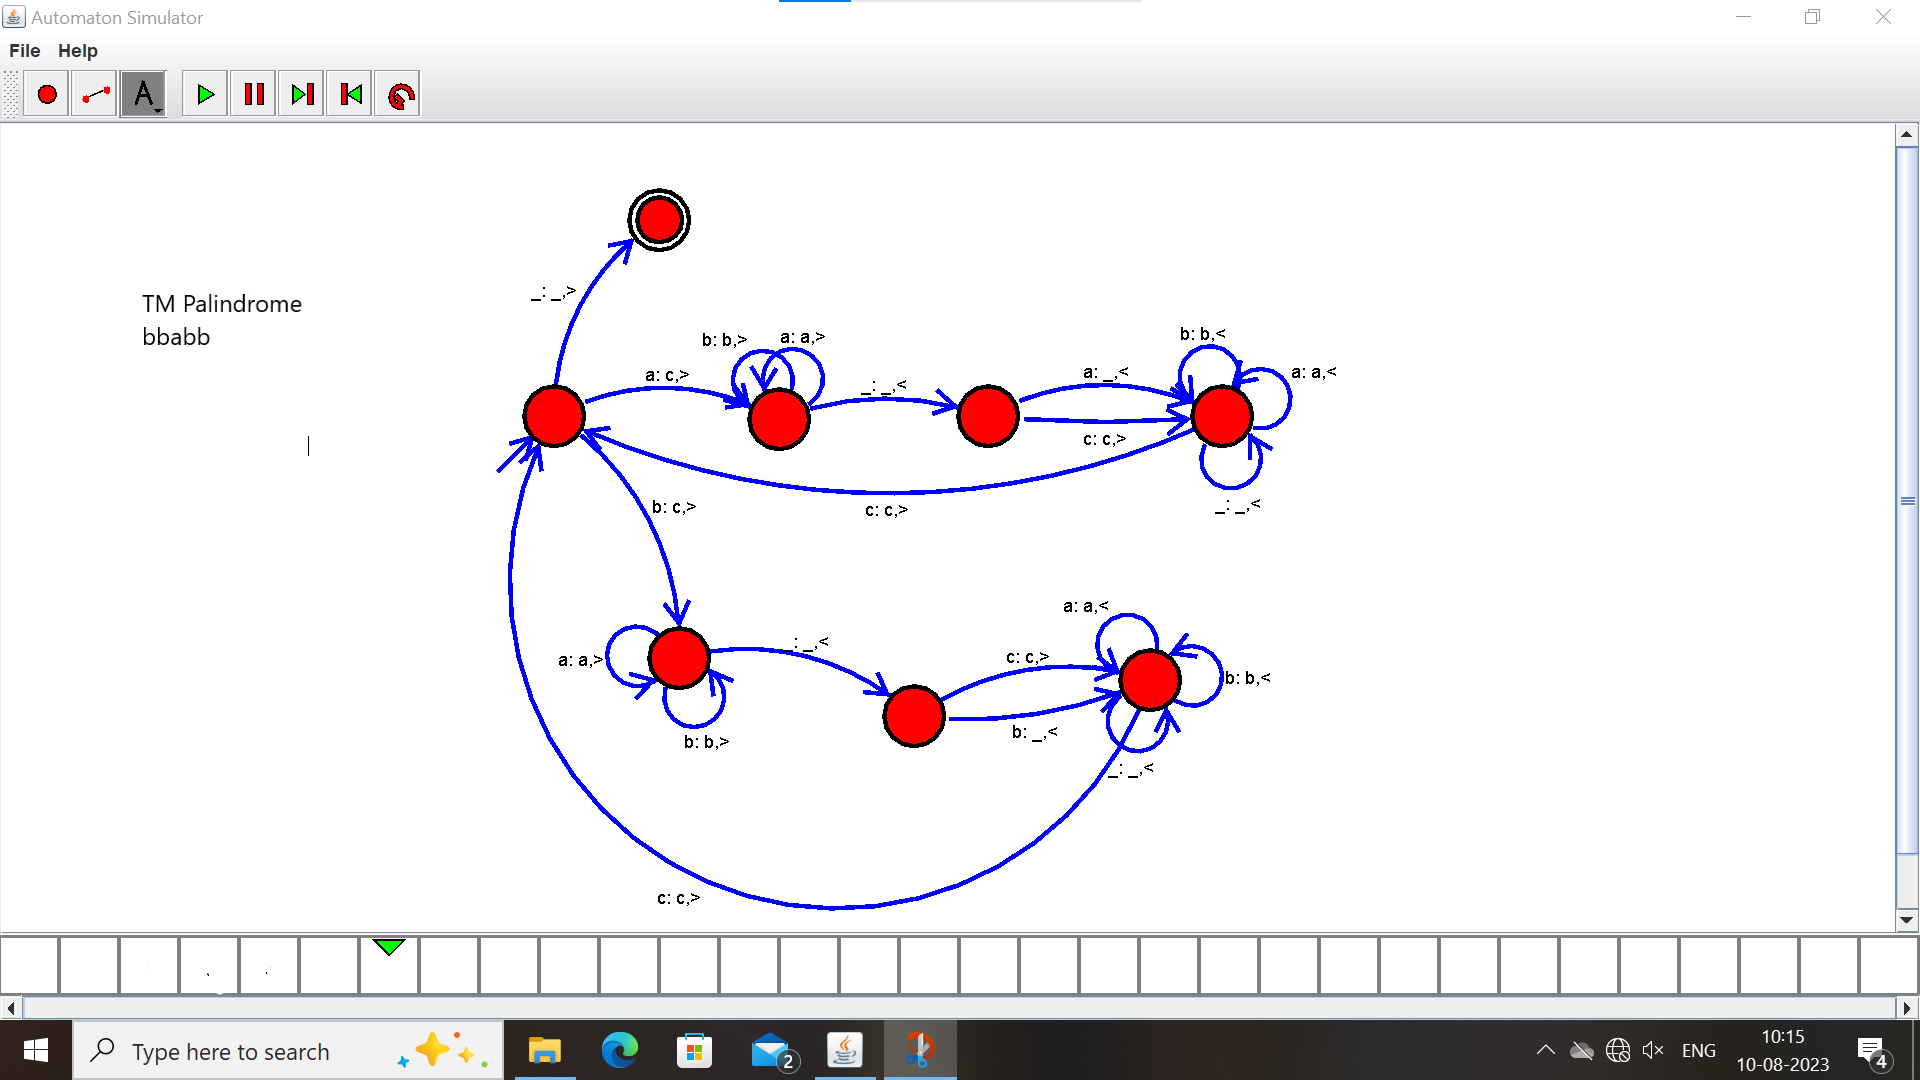 Automaton Simulator
File Help
A
_: _,>
TM Palindrome
bbabb
b: b,>
a: a,>
a: c,>
_: _,<
a: _,<
c: c,>
b: b,<
a: a,<
_: _,<
c: c,>
b: c,>
a: a,>
b: b,>
_: _,<
c: c,>
b: _,<
a: a,<
b: b,<
_: _,<
c: c,>
Type here to search
2
ENG
10:15
10-08-2023
4